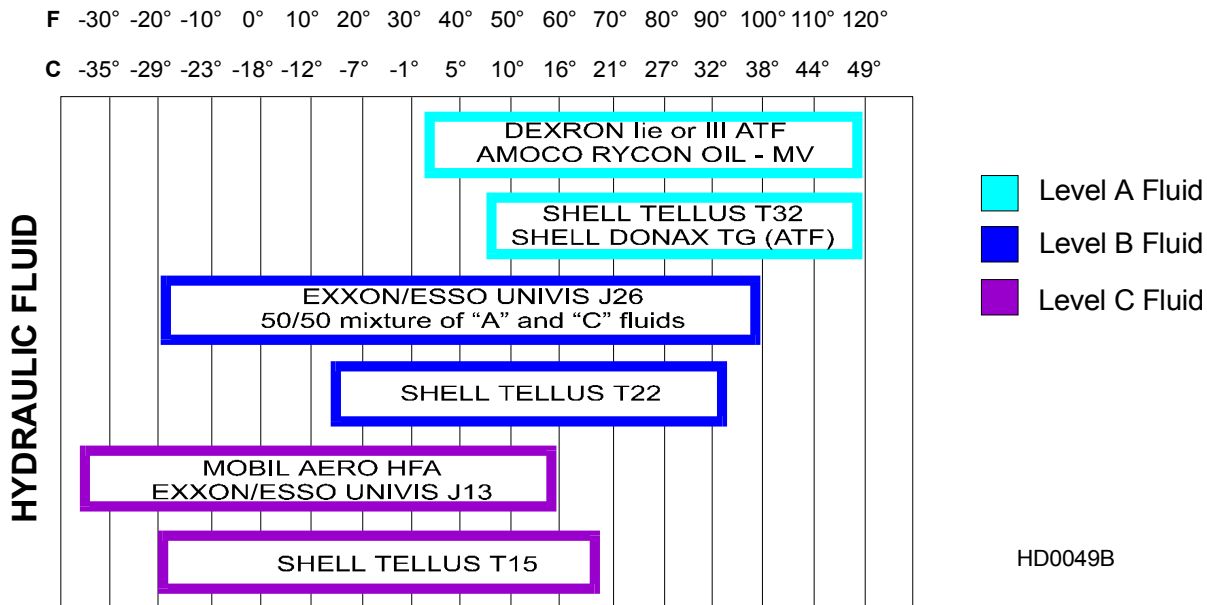 F -30° -20° -10° 0° 10° 20° 30° 40° 50° 60° 70° 80° 90° 100° 110° 120°
C -35° -29° -23° -18° -12° -7° -1° 5° 10° 16° 21° 27° 32° 38° 44° 49°
HYDRAULIC FLUID
DEXRON IIe or III ATF
AMOCO RYCON OIL - MV
SHELL TELLUS T32
SHELL DONAX TG (ATF)
EXXON/ESSO UNIVIS J26
50/50 mixture of “A” and “C” fluids
SHELL TELLUS T22
MOBIL AERO HFA
EXXON/ESSO UNIVIS J13
SHELL TELLUS T15
Level A Fluid
Level B Fluid
Level C Fluid
HD0049B